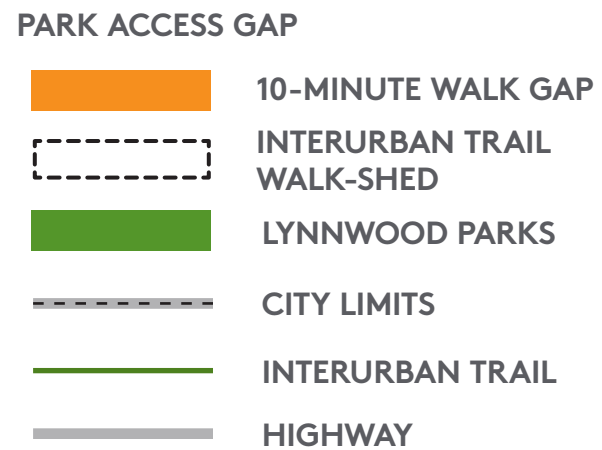 PARK ACCESS GAP
10-MINUTE WALK GAP
INTERURBAN TRAIL
WALK-SHED
LYNNWOOD PARKS
CITY LIMITS
INTERURBAN TRAIL
HIGHWAY